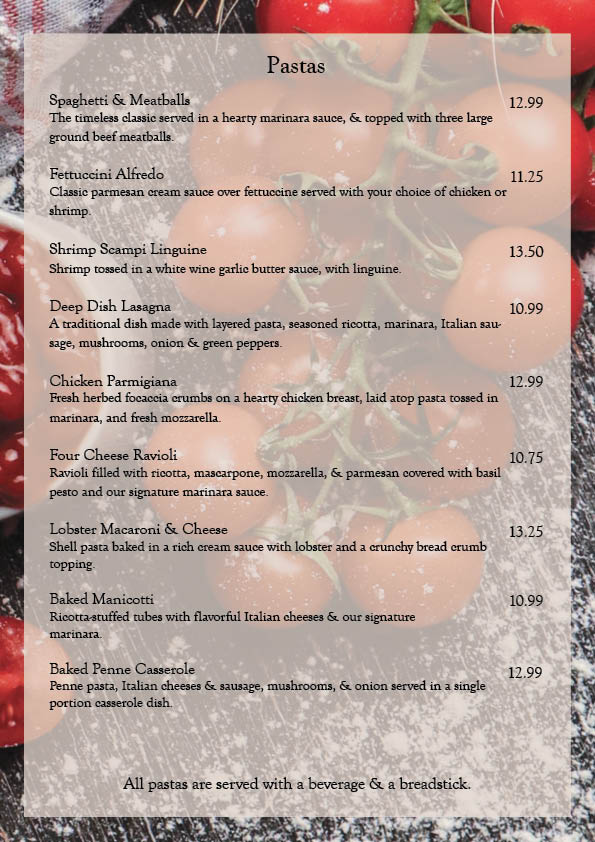 Pastas
Spaghetti & Meatballs 12.99
The timeless classic served in a hearty marinara sauce, & topped with three large
ground beef meatballs.
Fettuccini Alfredo 11.25
Classic parmesan cream sauce over fettuccine served with your choice of chicken or
shrimp.
Shrimp Scampi Linguine 13.50
Shrimp tossed in a white wine garlic butter sauce, with linguine.
Deep Dish Lasagna 10.99
A traditional dish made with layered pasta, seasoned ricotta, marinara, Italian sau-
sage, mushrooms, onion & green peppers.
Chicken Parmigiana 12.99
Fresh herbed focaccia crumbs on a hearty chicken breast, laid atop pasta tossed in
marinara, and fresh mozzarella.
Four Cheese Ravioli 10.75
Ravioli filled with ricotta, mascarpone, mozzarella, & parmesan covered with basil
pesto and our signature marinara sauce.
Lobster Macaroni & Cheese 13.25
Shell pasta baked in a rich cream sauce with lobster and a crunchy bread crumb
topping.
Baked Manicotti 10.99
Ricotta-stuffed tubes with flavorful Italian cheeses & our signature
marinara.
Baked Penne Casserole 12.99
Penne pasta, Italian cheeses & sausage, mushrooms, & onion served in a single
portion casserole dish.
All pastas are served with a beverage & a breadstick.